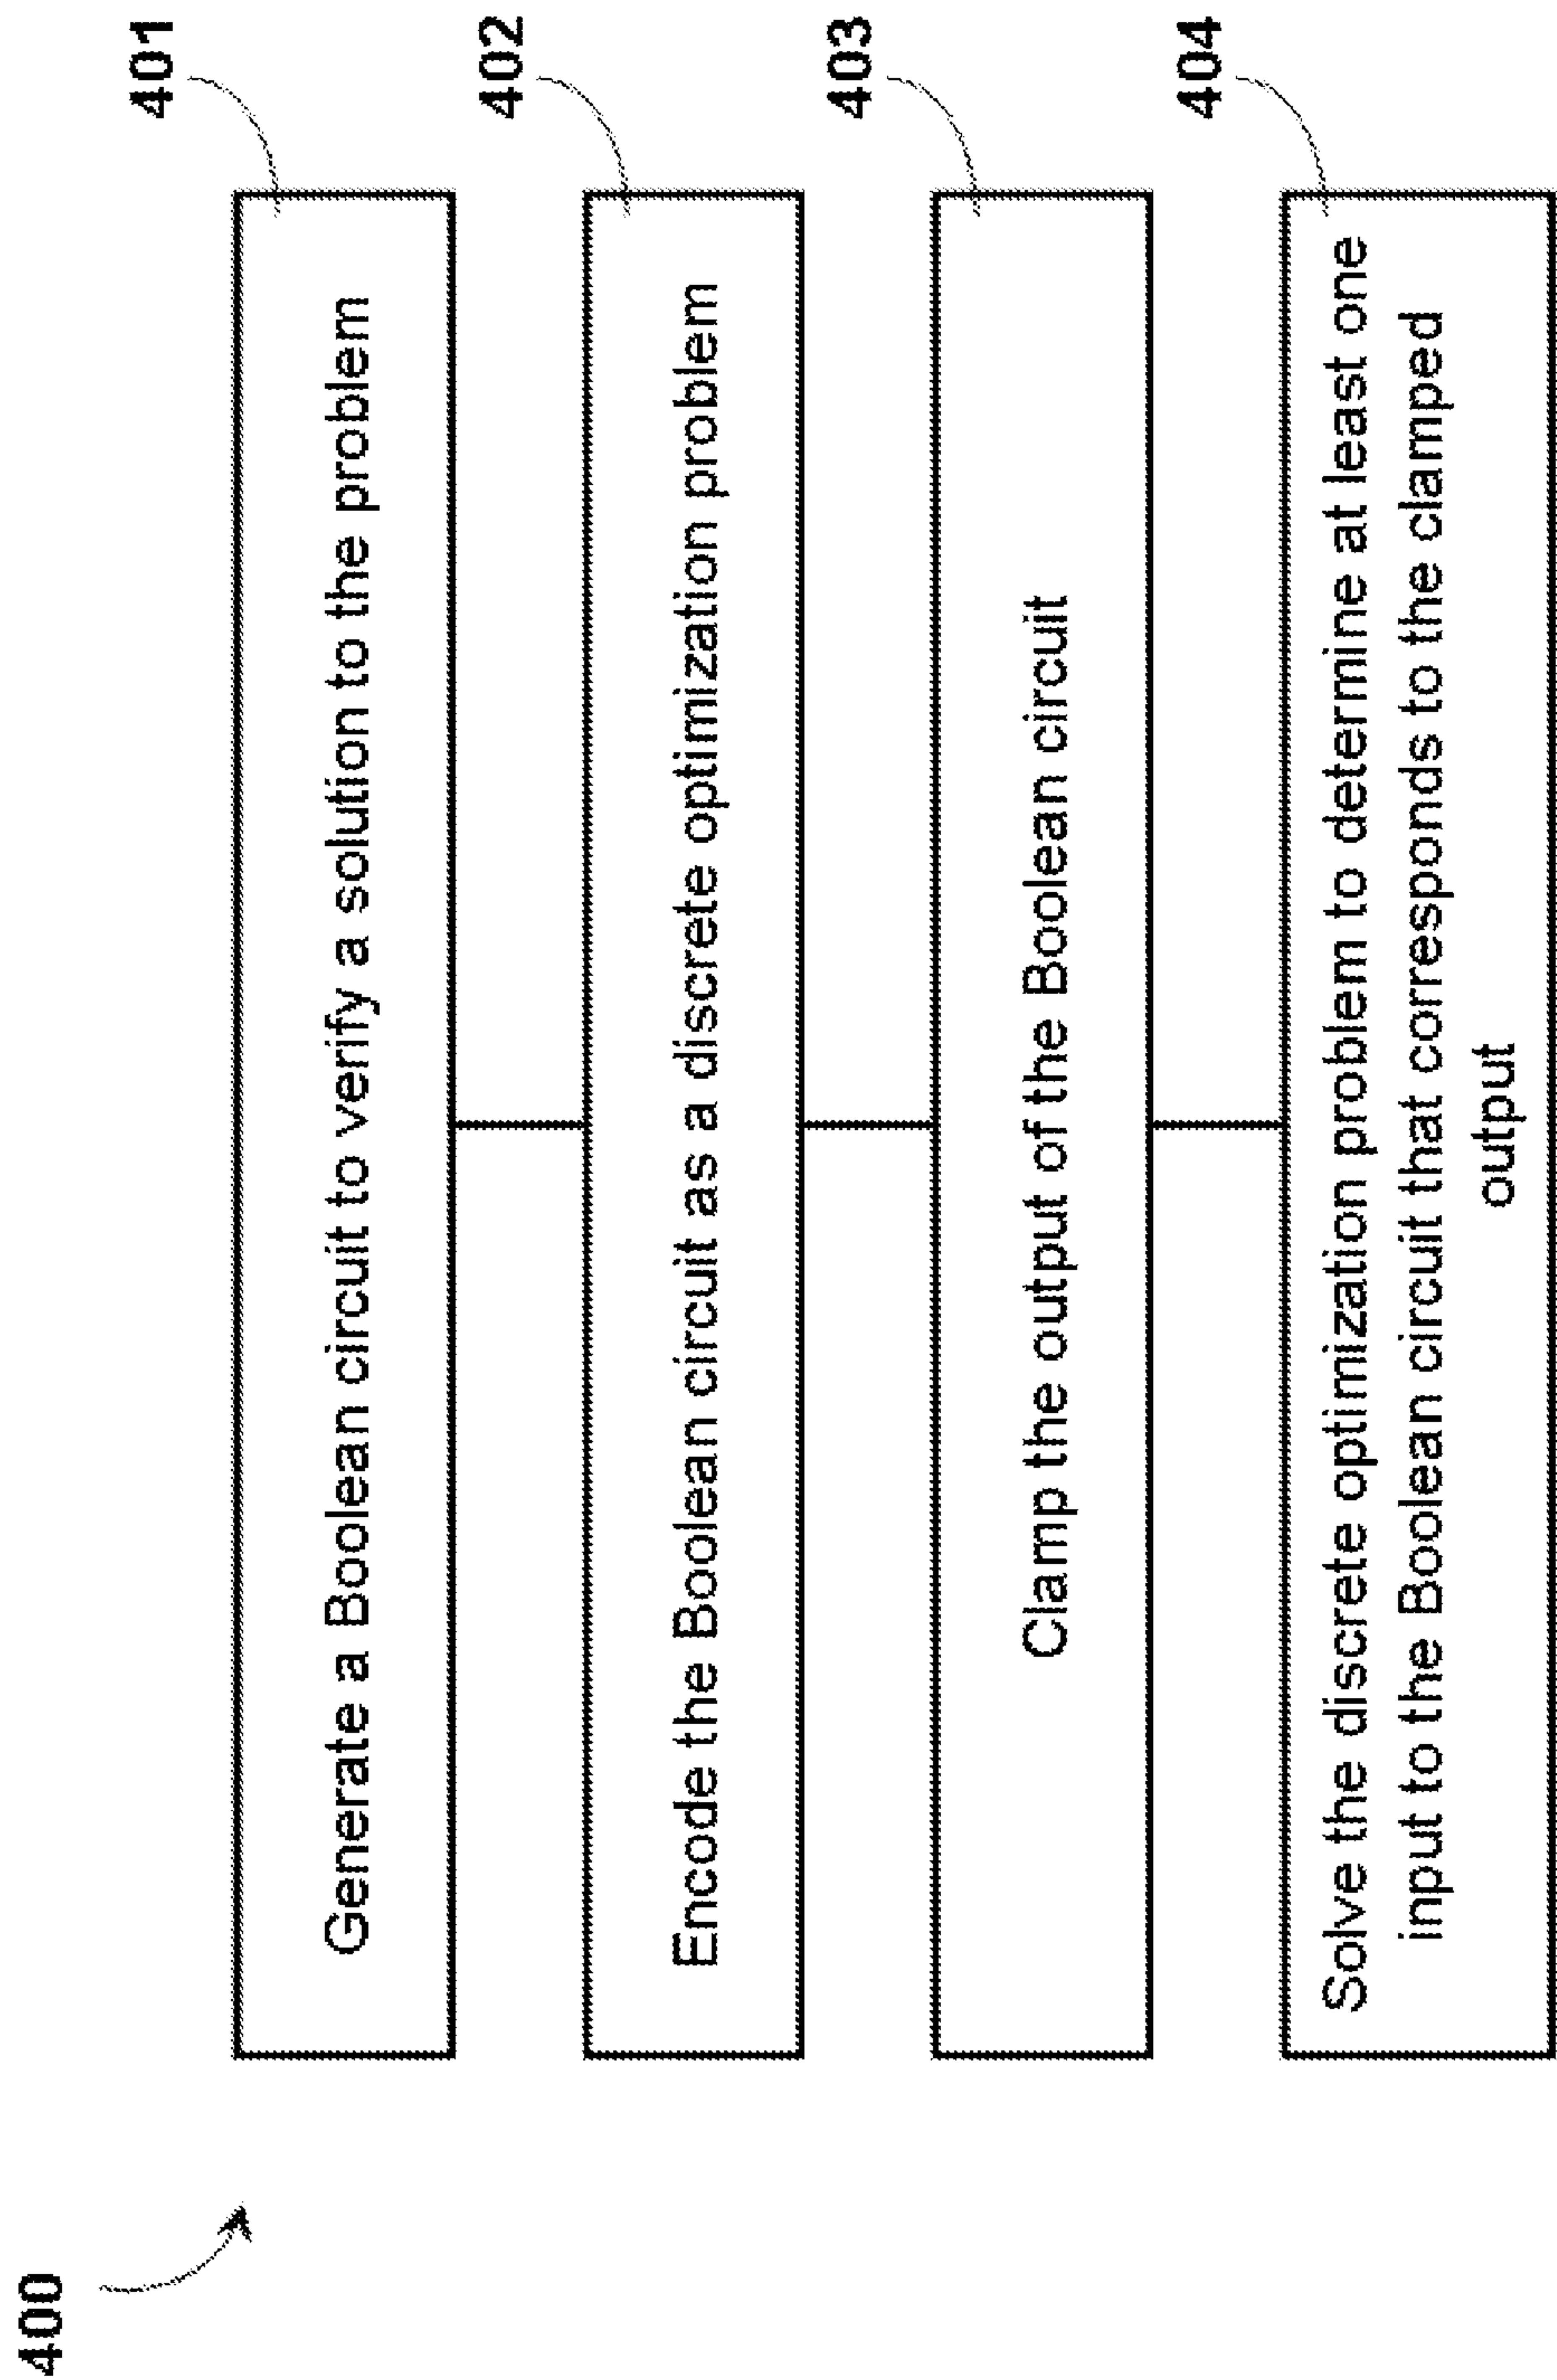 400
401
Generate a Boolean circuit to verify a solution to the problem
402
Encode the Boolean circuit as a discrete optimization problem
403
Clamp the output of the Boolean circuit
404
Solve the discrete optimization problem to determine at least one
input to the Boolean circuit that corresponds to the clamped
output